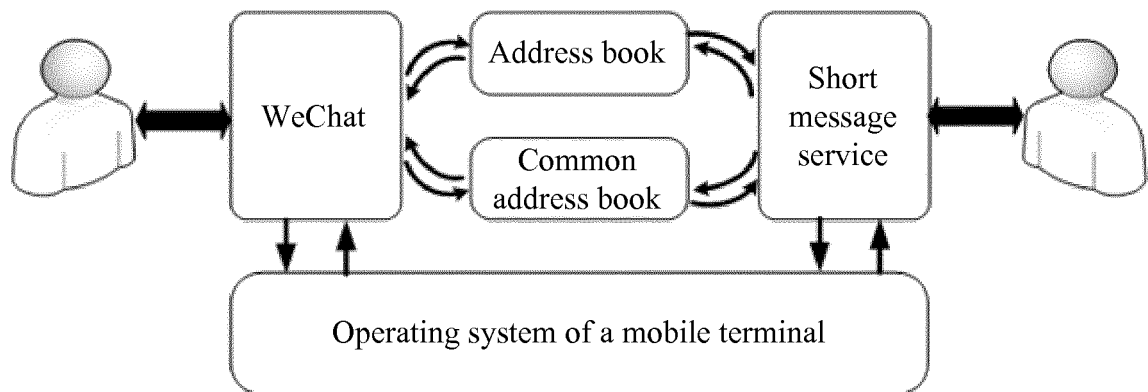 WeChat
Address book
Common
address book
Short
message
service
Operating system of a mobile terminal